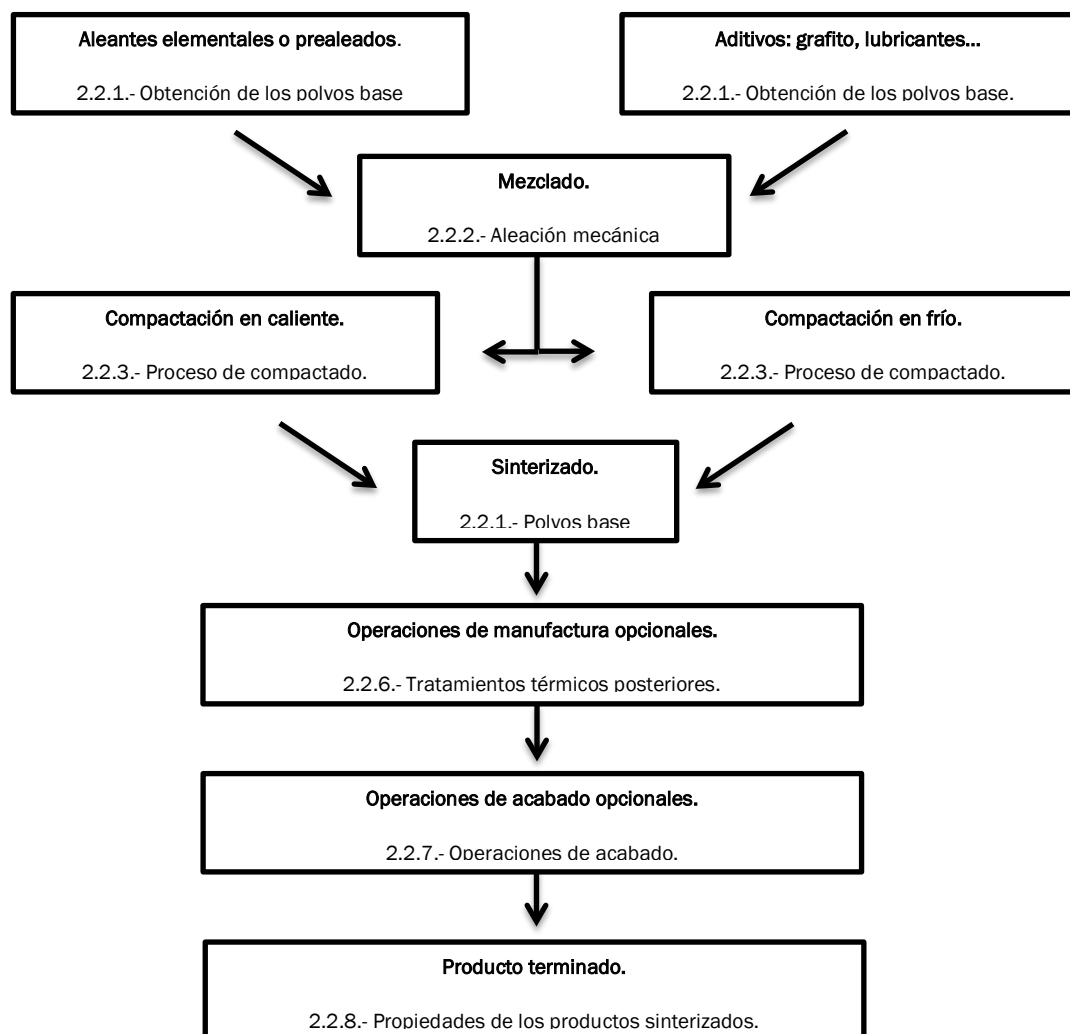 Aleantes elementales o prealeados.
2.2.1.- Obtención de los polvos base
Aditivos: grafito, lubricantes...
2.2.1.- Obtención de los polvos base.
Mezclado.
2.2.2.- Aleación mecánica
Compactación en caliente.
2.2.3.- Proceso de compactado.
Compactación en frío.
2.2.3.- Proceso de compactado.
Sinterizado.
2.2.1.- Polvos base
Operaciones de manufactura opcionales.
2.2.6.- Tratamientos térmicos posteriores.
Operaciones de acabado opcionales.
2.2.7.- Operaciones de acabado.
Producto terminado.
2.2.8.- Propiedades de los productos sinterizados.